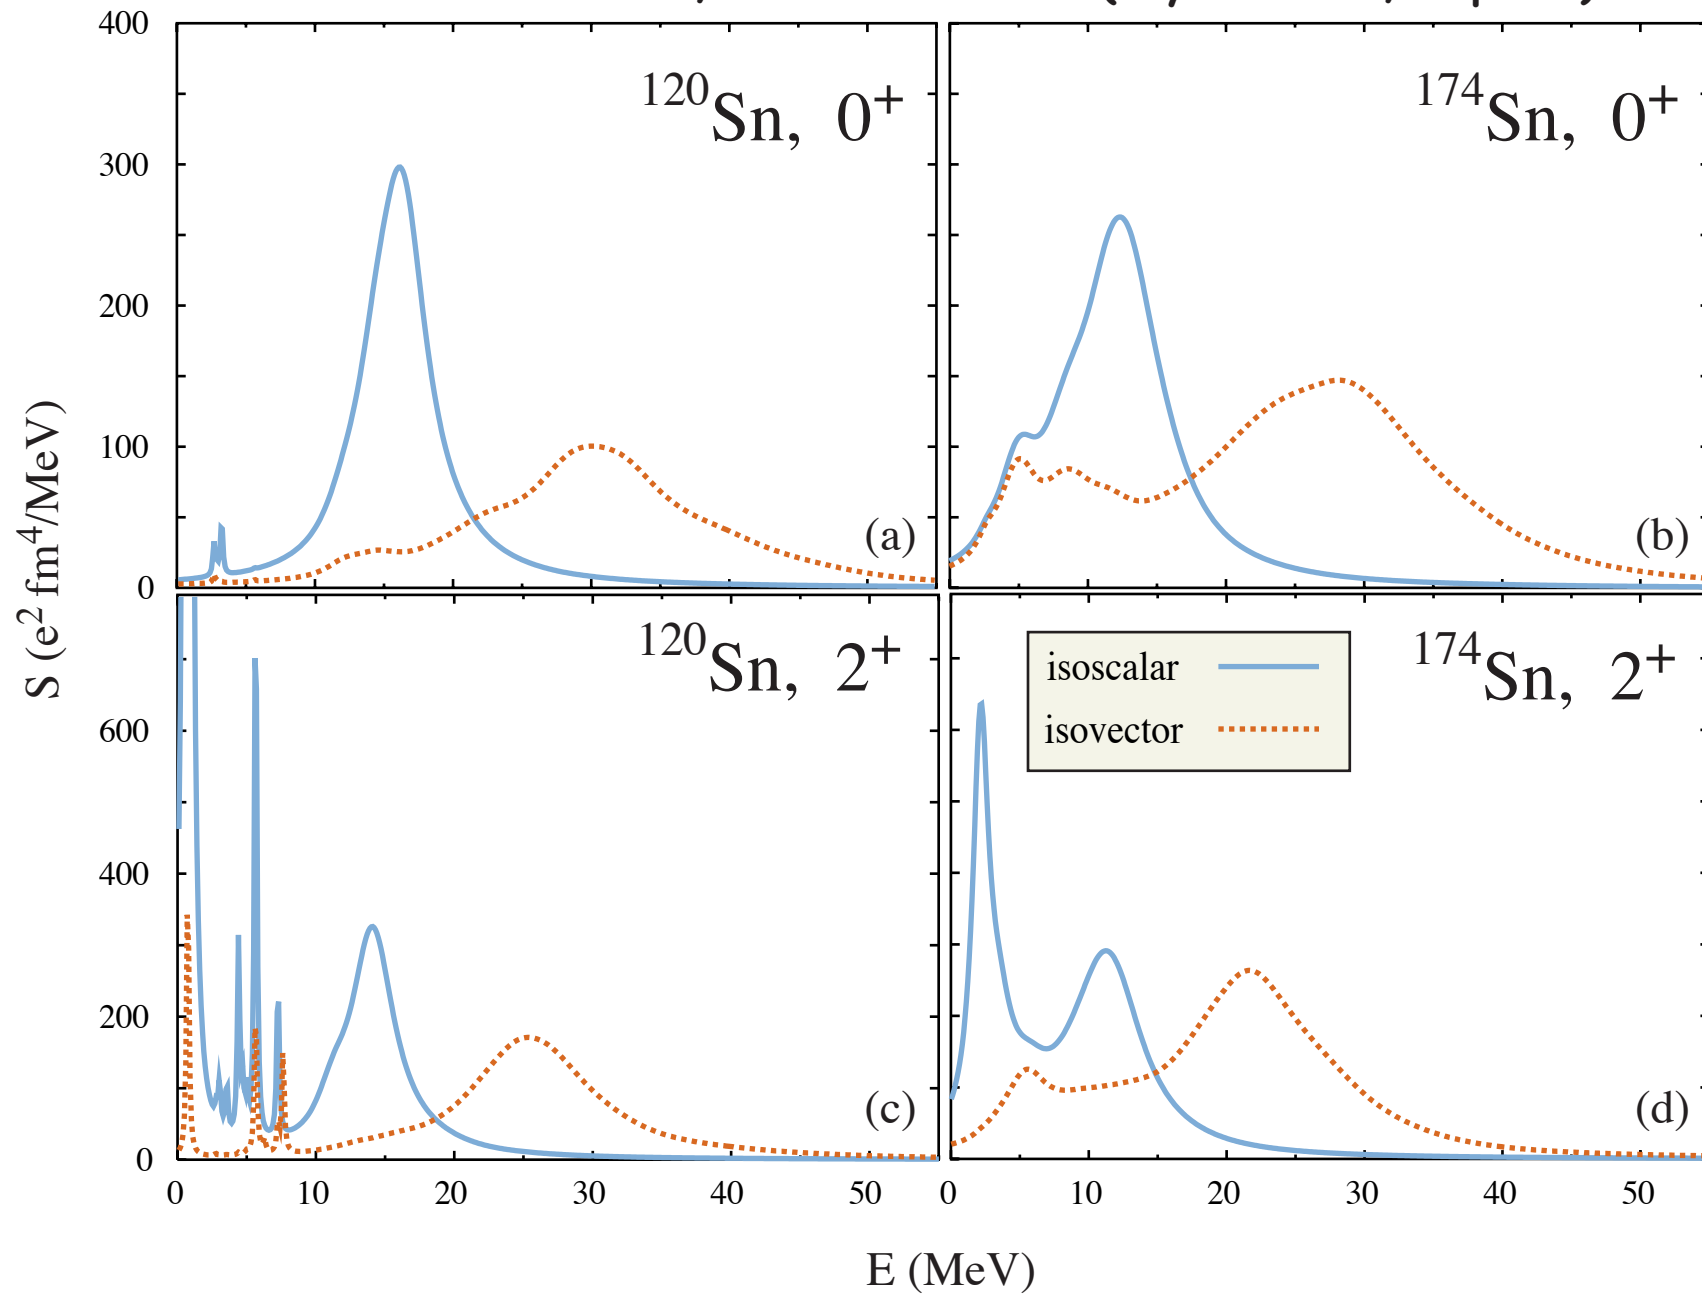 400
300
200
100
0
¹²⁰Sn, 0⁺
(a)
¹⁷⁴Sn, 0⁺
(b)
S (e² fm⁴/MeV)
600
400
200
0
¹²⁰Sn, 2⁺
(c)
isoscalar
isovector
¹⁷⁴Sn, 2⁺
(d)
0 10 20 30 40 50
0 10 20 30 40 50
E (MeV)